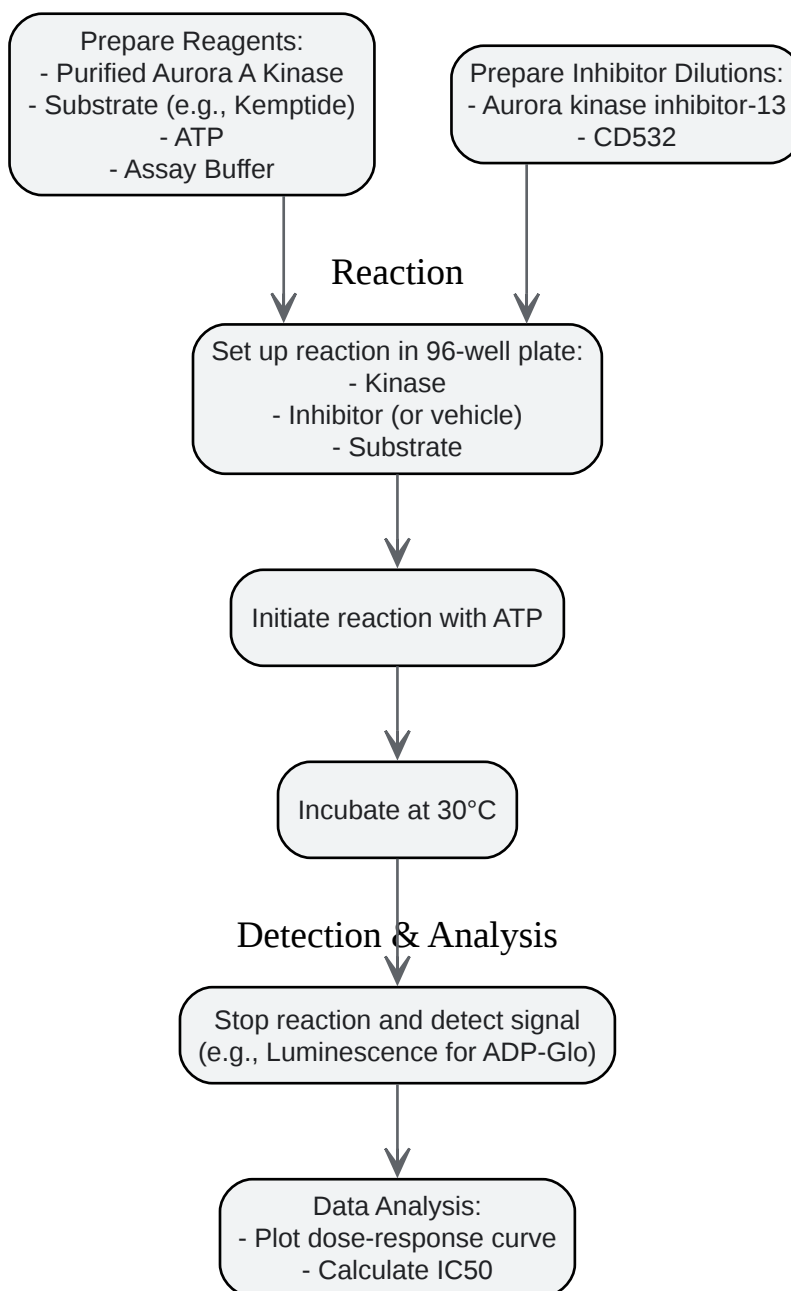 Prepare Reagents:
- Purified Aurora A Kinase
- Substrate (e.g., Kemptide)
- ATP
- Assay Buffer
Prepare Inhibitor Dilutions:
- Aurora kinase inhibitor-13
- CD532
Reaction
Set up reaction in 96-well plate:
- Kinase
- Inhibitor (or vehicle)
- Substrate
Initiate reaction with ATP
Incubate at 30°C
Detection & Analysis
Stop reaction and detect signal
(e.g., Luminescence for ADP-Glo)
Data Analysis:
- Plot dose-response curve
- Calculate IC50